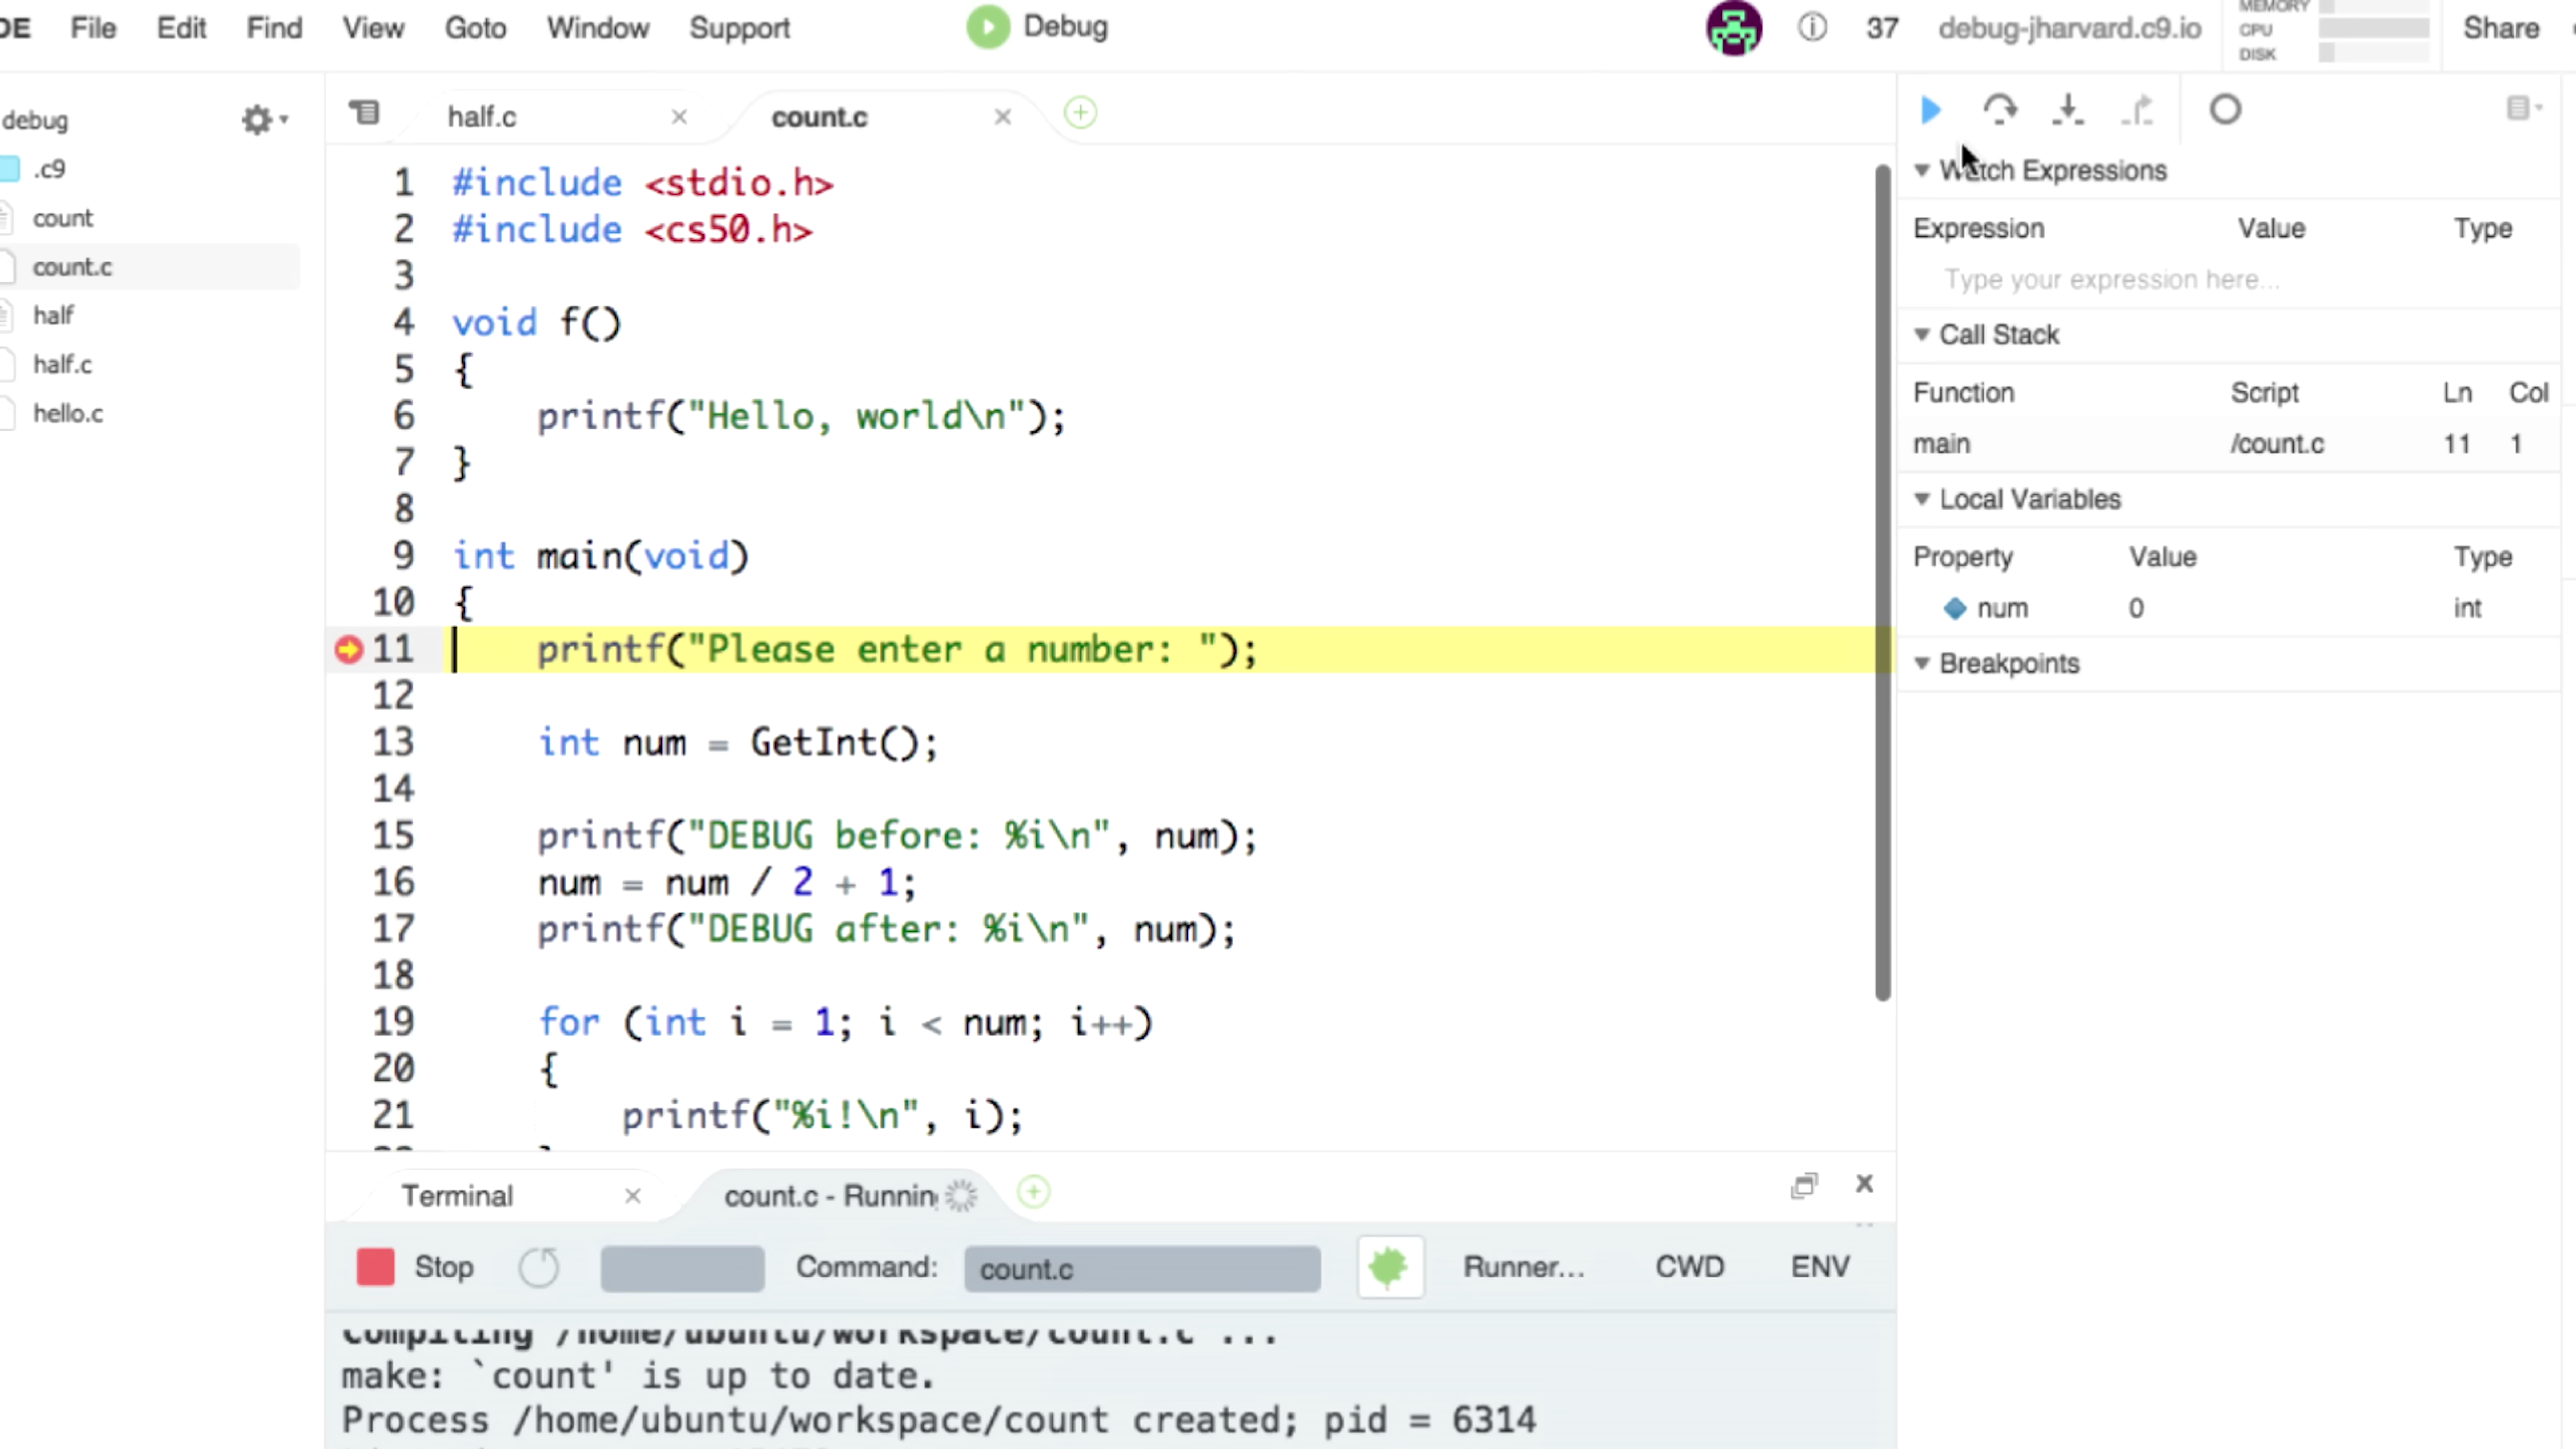 DE File Edit Find View Goto Window Support Debug 37 debug-jharvard.c9.io MEMORY CPU DISK Share
debug
.c9
count
count.c
half
half.c
hello.c
half.c count.c
1 #include <stdio.h>
2 #include <cs50.h>
3
4 void f()
5 {
6     printf("Hello, world\n");
7 }
8
9 int main(void)
10 {
11     printf("Please enter a number: ");
12
13     int num = GetInt();
14
15     printf("DEBUG before: %i\n", num);
16     num = num / 2 + 1;
17     printf("DEBUG after: %i\n", num);
18
19     for (int i = 1; i < num; i++)
20     {
21         printf("%i!\n", i);
Watch Expressions
Expression Value Type
Type your expression here...
Call Stack
Function Script Ln Col
main /count.c 11 1
Local Variables
Property Value Type
num 0 int
Breakpoints
Terminal count.c - Runnin
Stop Command: count.c Runner... CWD ENV
Compiling /home/ubuntu/workspace/count.c ...
make: `count' is up to date.
Process /home/ubuntu/workspace/count created; pid = 6314